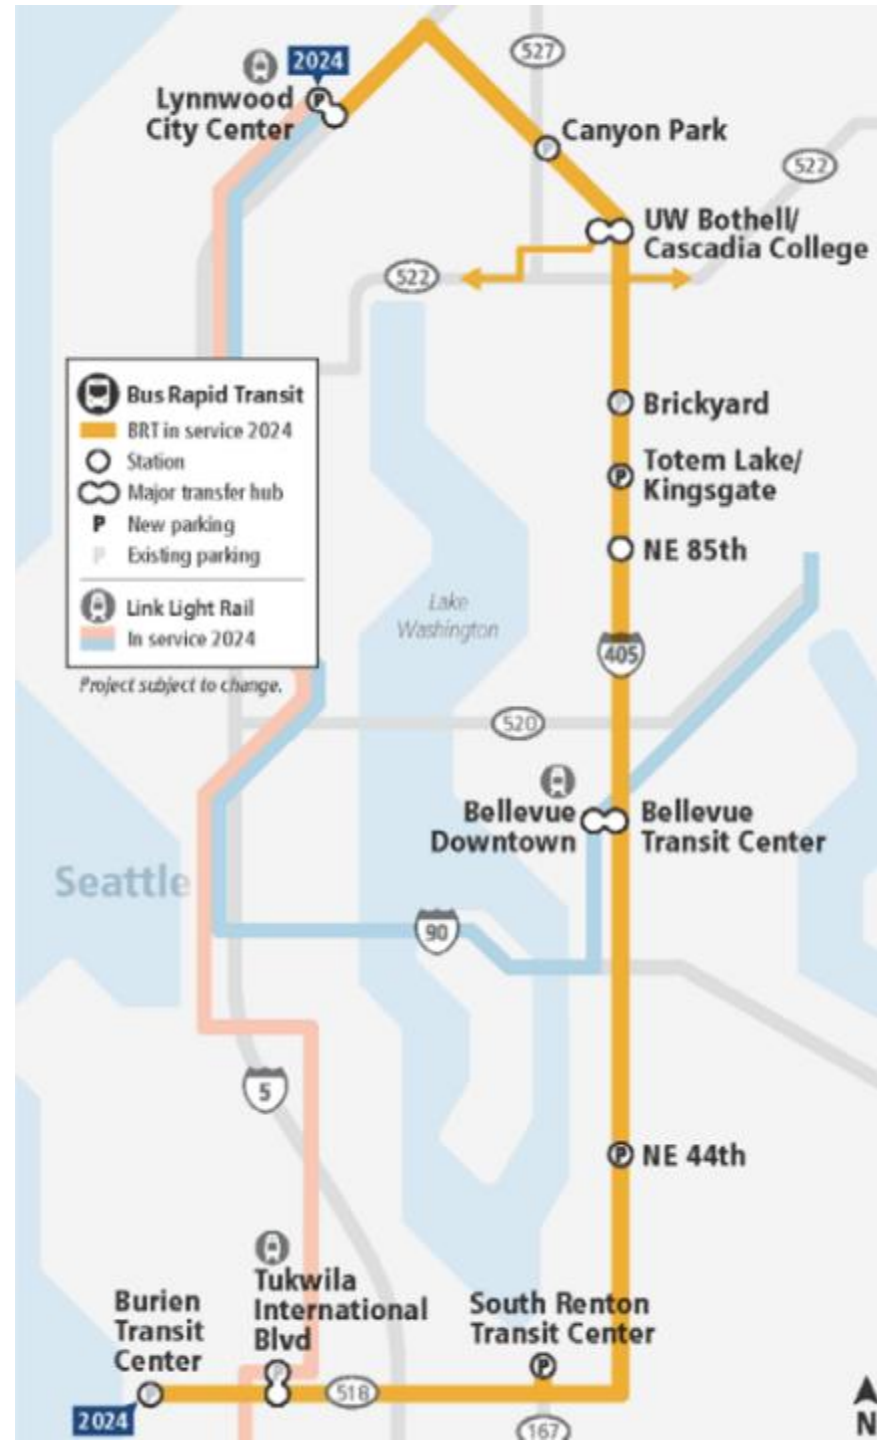 2024
527
Lynnwood
City Center
P
Canyon Park
P
522
UW Bothell/
Cascadia College
522
Bus Rapid Transit
BRT in service 2024
Station
Major transfer hub
P New parking
P Existing parking
Link Light Rail
In service 2024
Project subject to change.
P
Brickyard
P
Totem Lake/
Kingsgate
NE 85th
Lake
Washington
405
520
Bellevue
Downtown
Bellevue
Transit Center
Seattle
90
5
P
NE 44th
Tukwila
International
Blvd
P
Burien
Transit
Center
P
South Renton
Transit Center
P
518
2024
167
N